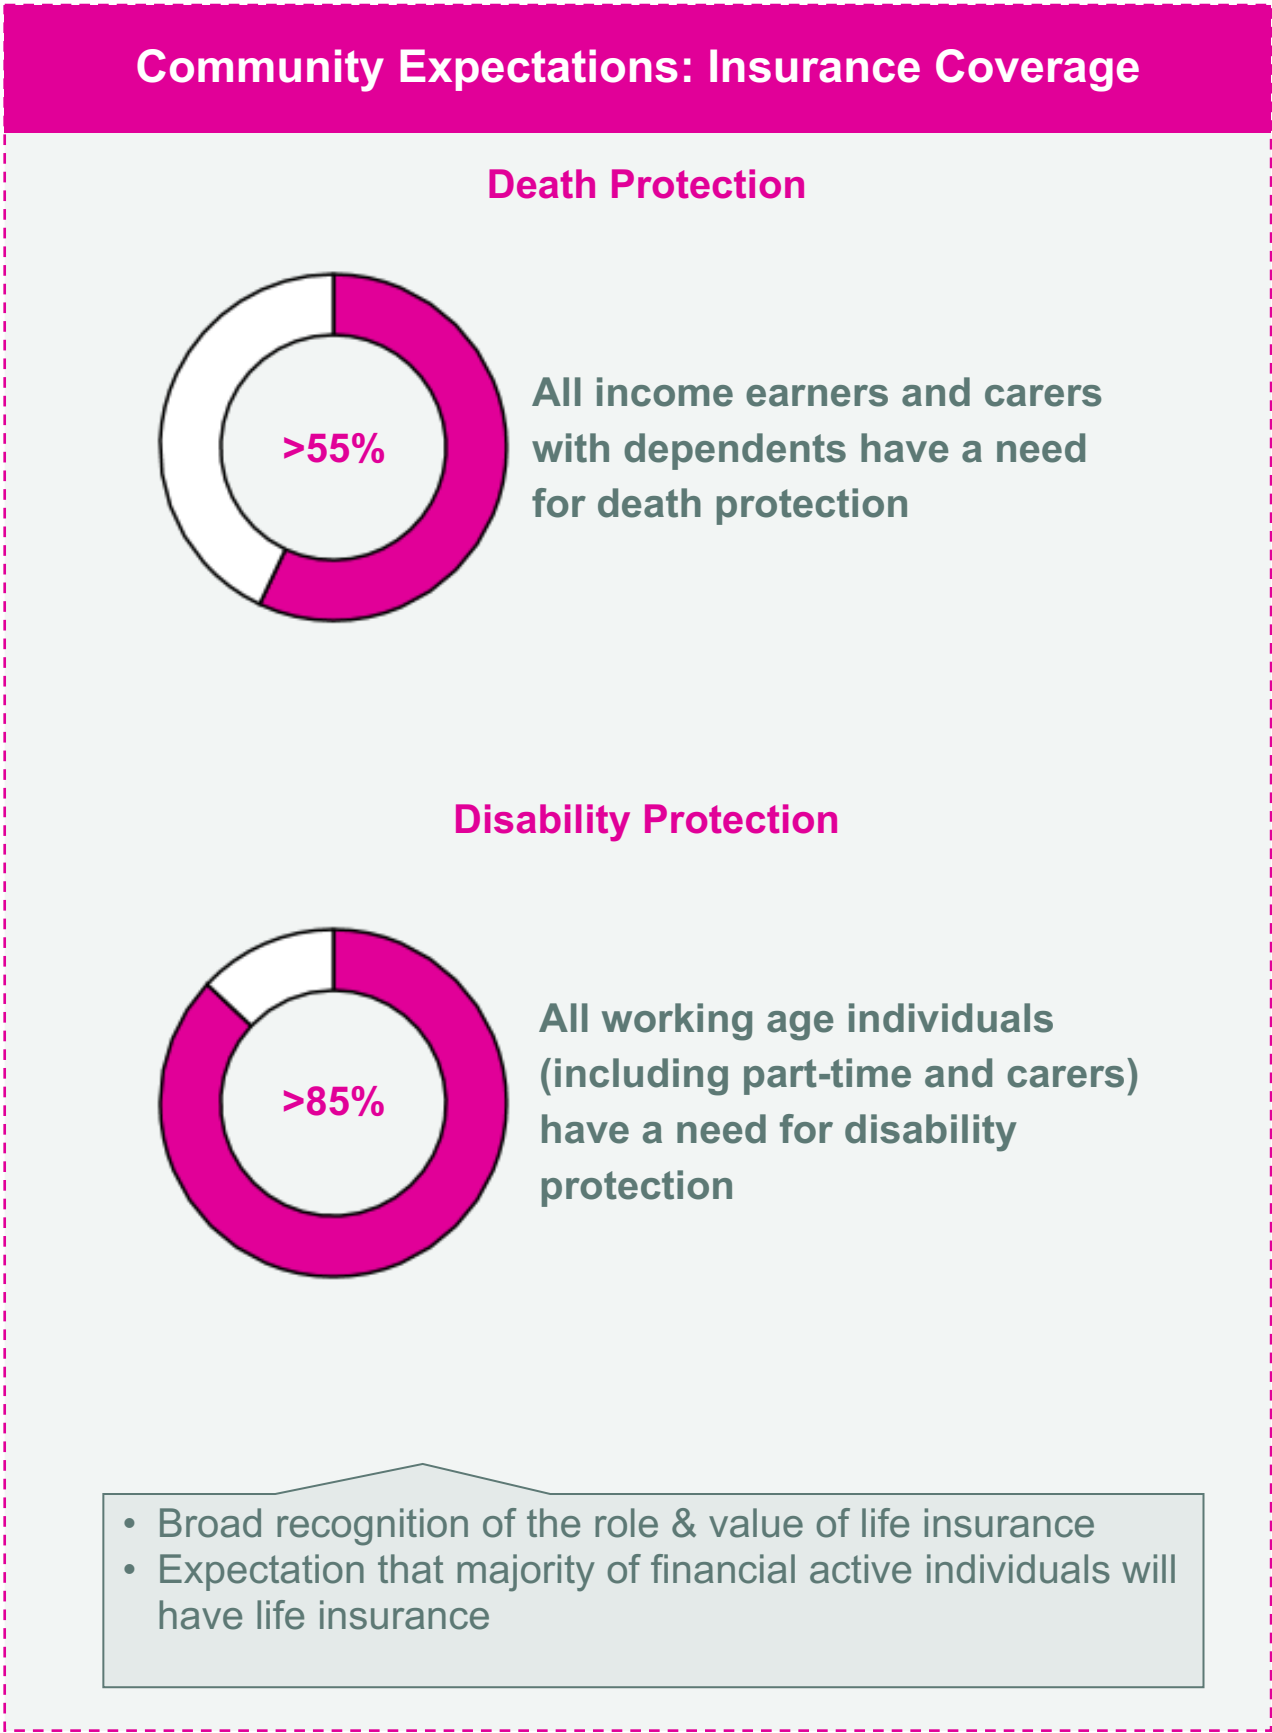 Community Expectations: Insurance Coverage
Death Protection
>55%
All income earners and carers
with dependents have a need
for death protection
Disability Protection
>85%
All working age individuals
(including part-time and carers)
have a need for disability
protection
• Broad recognition of the role & value of life insurance
• Expectation that majority of financial active individuals will
have life insurance